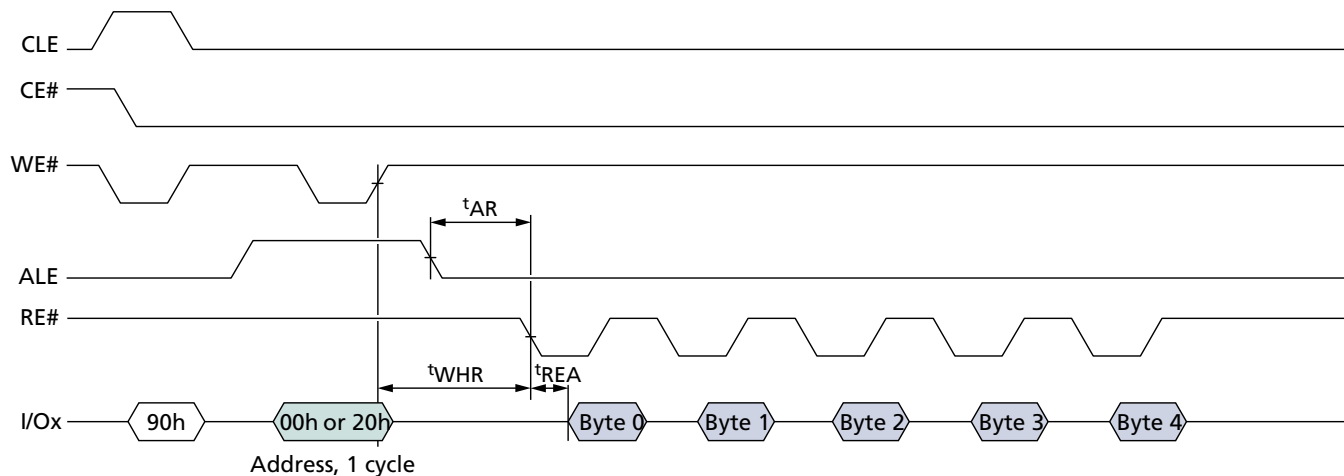 CLE
CE#
WE#
tAR
ALE
RE#
tWHR
tREA
I/Ox
90h
00h or 20h
Byte 0
Byte 1
Byte 2
Byte 3
Byte 4
Address, 1 cycle